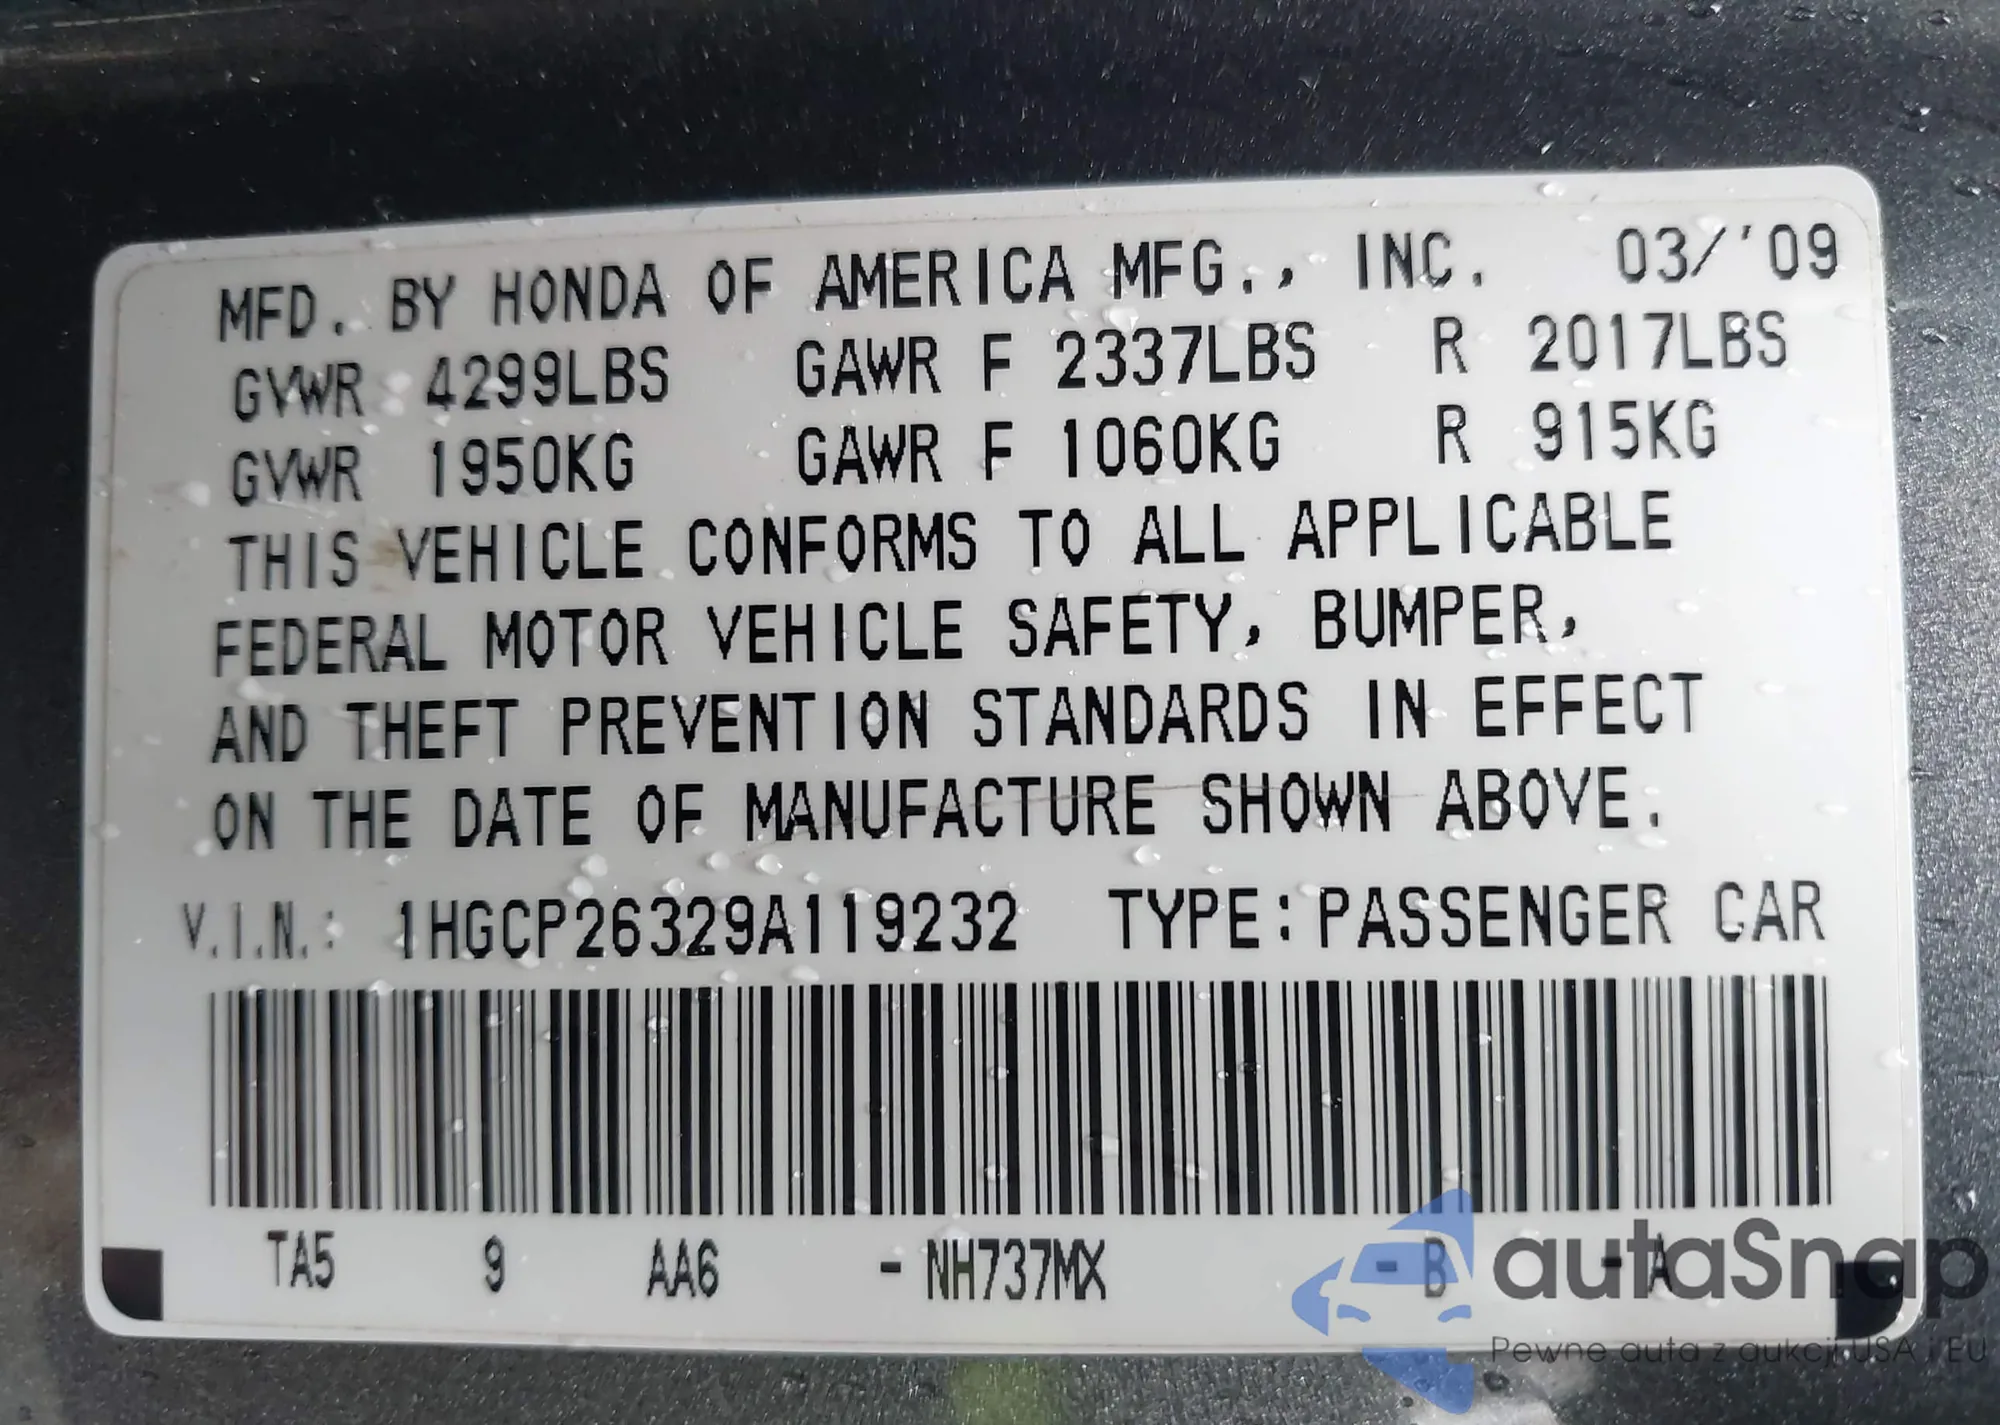 MFD. BY HONDA OF AMERICA MFG., INC. 03/'09
GVWR 4299LBS GAWR F 2337LBS R 2017LBS
GVWR 1950KG GAWR F 1060KG R 915KG
THIS VEHICLE CONFORMS TO ALL APPLICABLE
FEDERAL MOTOR VEHICLE SAFETY, BUMPER,
AND THEFT PREVENTION STANDARDS IN EFFECT
ON THE DATE OF MANUFACTURE SHOWN ABOVE.
V.I.N.: 1HGCP26329A119232 TYPE:PASSENGER CAR
TA5 9 AA6 -NH737MX -B -A
autaSnap
Pewne auta z aukcji USA i EU